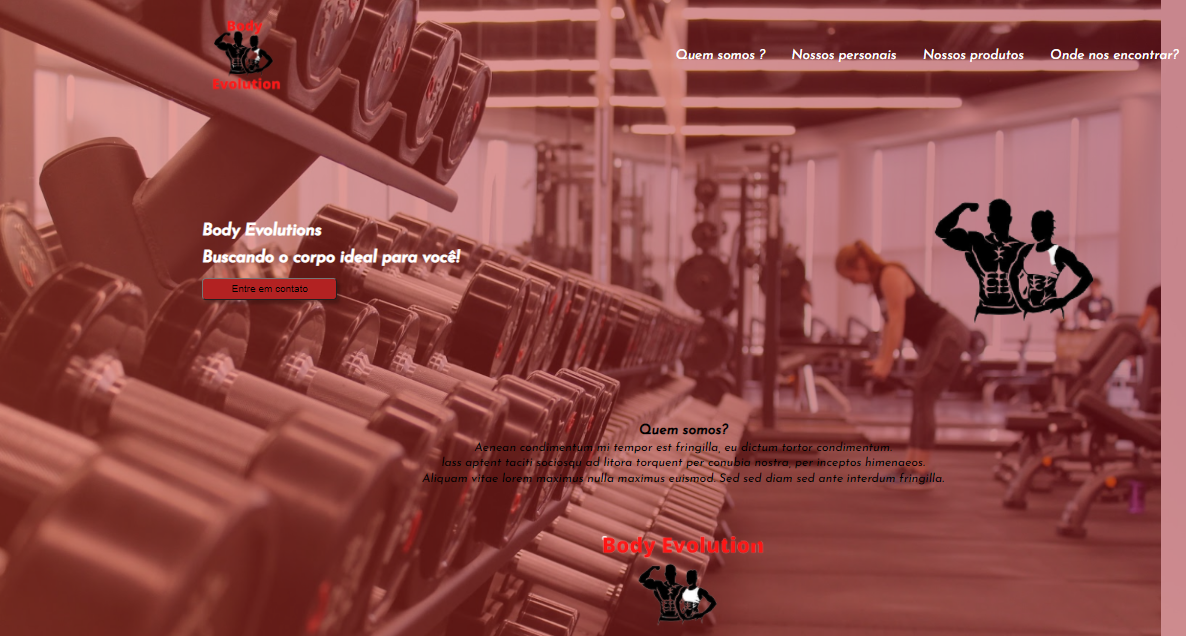 Body
Evolution
Quem somos ?
Nossos personais
Nossos produtos
Onde nos encontrar?
Body Evolutions
Buscando o corpo ideal para você!
Entre em contato
Quem somos?
Aenean condimentum mi tempor est fringilla, eu dictum tortor condimentum.
lass aptent taciti sociosqu ad litora torquent per conubia nostra, per inceptos himenaeos.
Aliquam vitae lorem maximus nulla maximus euismod. Sed sed diam sed ante interdum fringilla.
Body Evolution